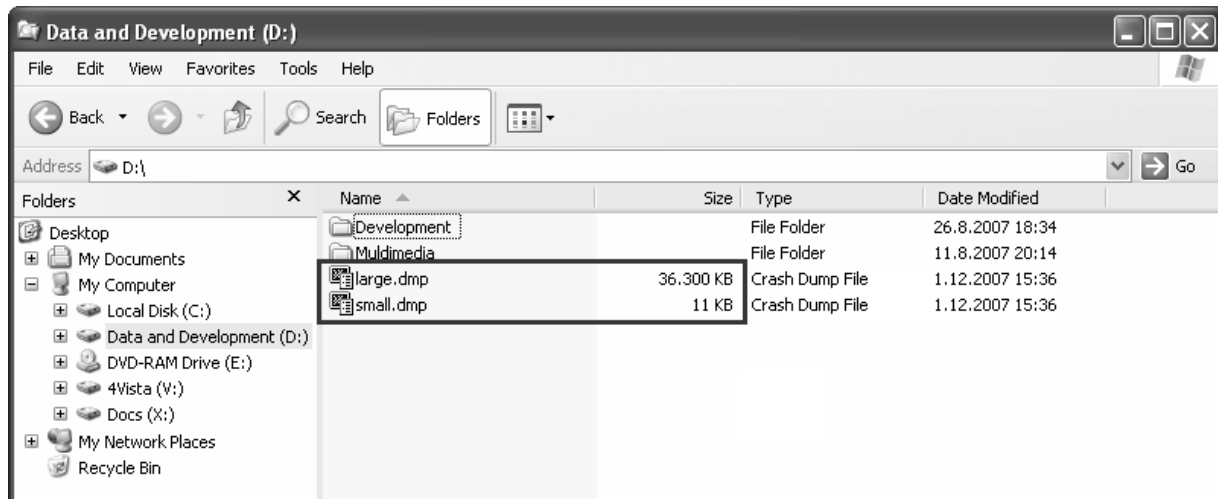 Data and Development (D:)
File Edit View Favorites Tools Help
Back Search Folders
Address D:\ Go
Folders Name Size Type Date Modified
Desktop Development File Folder 26.8.2007 18:34
My Documents Muldimedia File Folder 11.8.2007 20:14
My Computer large.dmp 36.300 KB Crash Dump File 1.12.2007 15:36
Local Disk (C:) small.dmp 11 KB Crash Dump File 1.12.2007 15:36
Data and Development (D:)
DVD-RAM Drive (E:)
4Vista (V:)
Docs (X:)
My Network Places
Recycle Bin